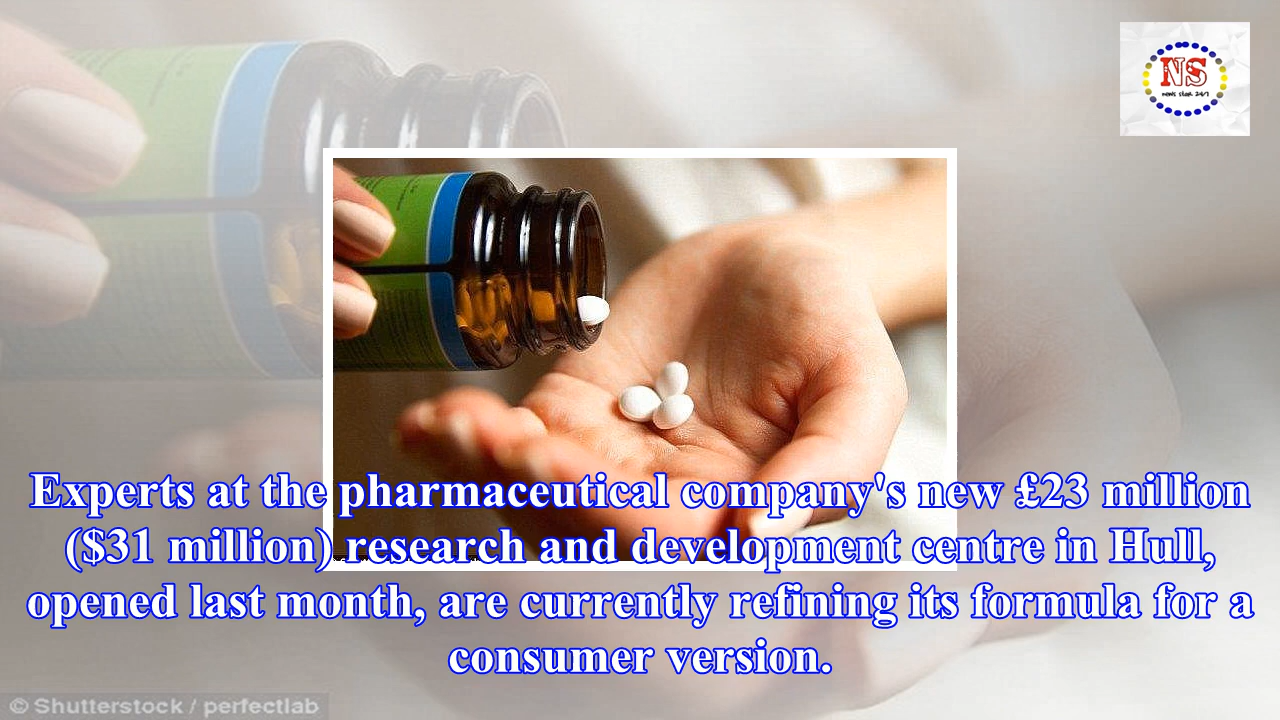 NS
news star 24/7
Experts at the pharmaceutical company's new £23 million
($31 million) research and development centre in Hull,
opened last month, are currently refining its formula for a
consumer version.
© Shutterstock / perfectlab